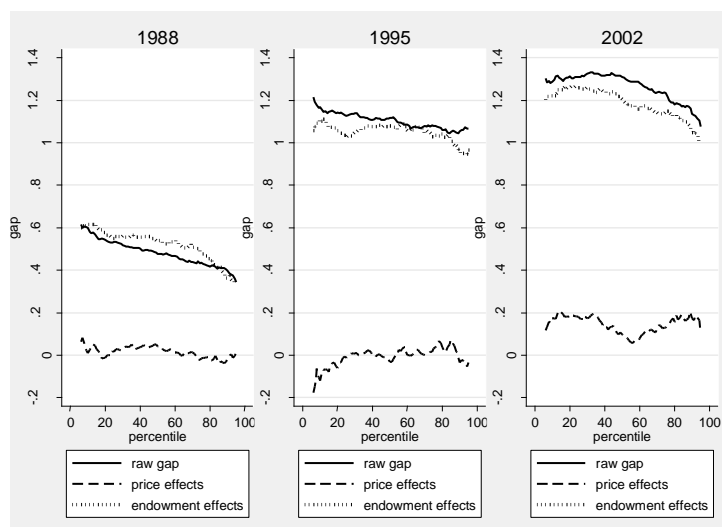 1988
1.4
1.2
1
.8
.6
.4
.2
0
-.2
gap
0 20 40 60 80 100
percentile
raw gap
price effects
endowment effects
1995
1.4
1.2
1
.8
.6
.4
.2
0
-.2
gap
0 20 40 60 80 100
percentile
raw gap
price effects
endowment effects
2002
1.4
1.2
1
.8
.6
.4
.2
0
-.2
gap
0 20 40 60 80 100
percentile
raw gap
price effects
endowment effects